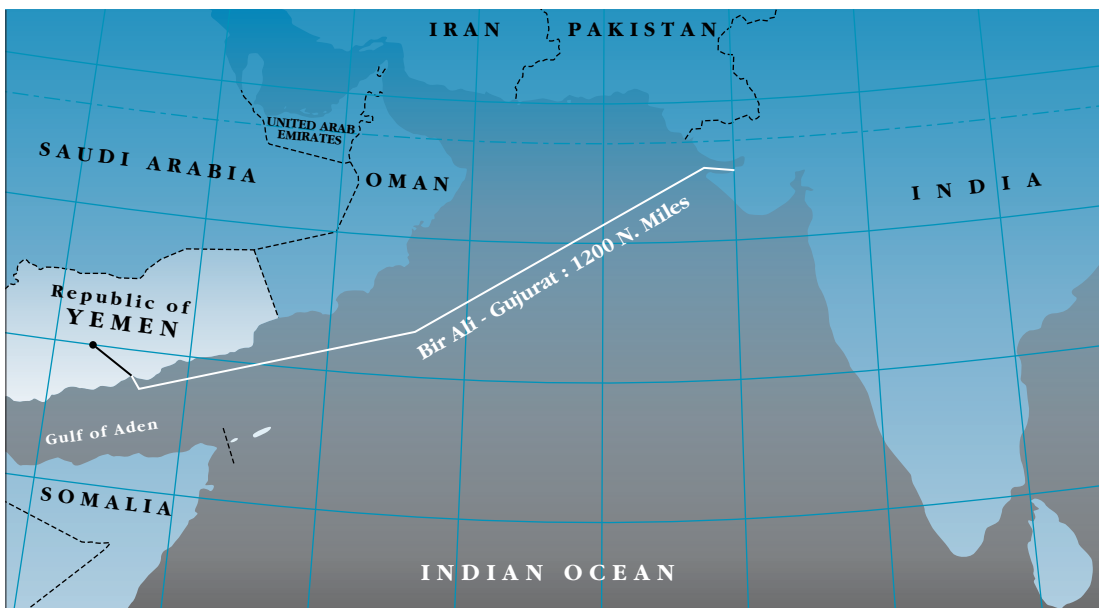 IRAN
PAKISTAN
UNITED ARAB
EMIRATES
SAUDI ARABIA
OMAN
INDIA
Bir Ali - Gujurat : 1200 N. Miles
Republic of
YEMEN
Gulf of Aden
SOMALIA
INDIAN OCEAN